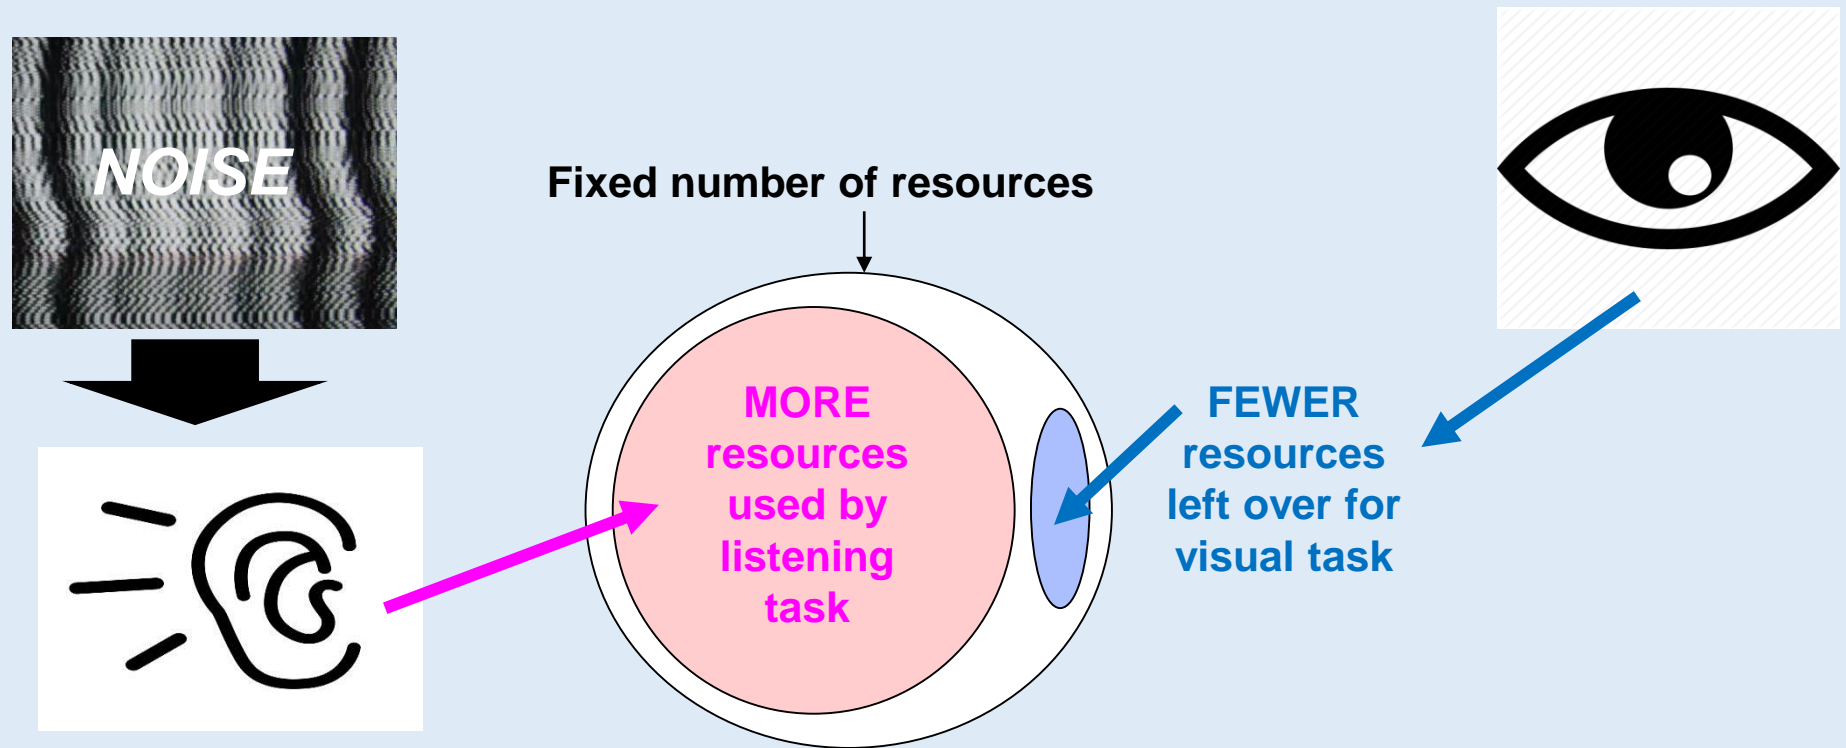 NOISE
Fixed number of resources
MORE
resources
used by
listening
task
FEWER
resources
left over for
visual task